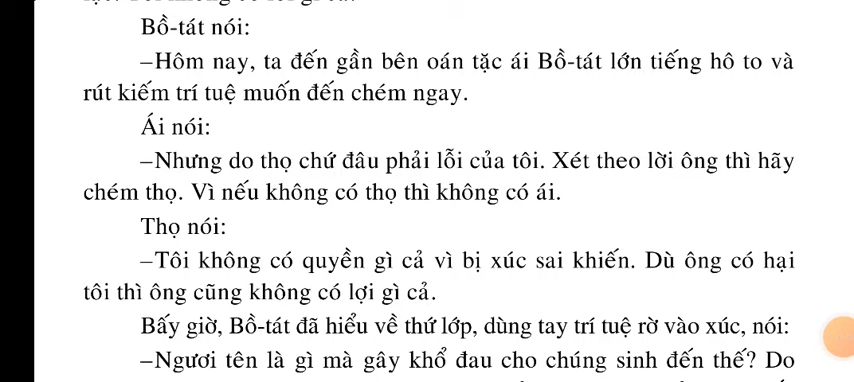 Bồ-tát nói:
–Hôm nay, ta đến gần bên oán tặc ái Bồ-tát lớn tiếng hô to và
rút kiếm trí tuệ muốn đến chém ngay.
Ái nói:
–Nhưng do thọ chứ đâu phải lỗi của tôi. Xét theo lời ông thì hãy
chém thọ. Vì nếu không có thọ thì không có ái.
Thọ nói:
–Tôi không có quyền gì cả vì bị xúc sai khiến. Dù ông có hại
tôi thì ông cũng không có lợi gì cả.
Bấy giờ, Bồ-tát đã hiểu về thứ lớp, dùng tay trí tuệ rờ vào xúc, nói:
–Ngươi tên là gì mà gây khổ đau cho chúng sinh đến thế? Do